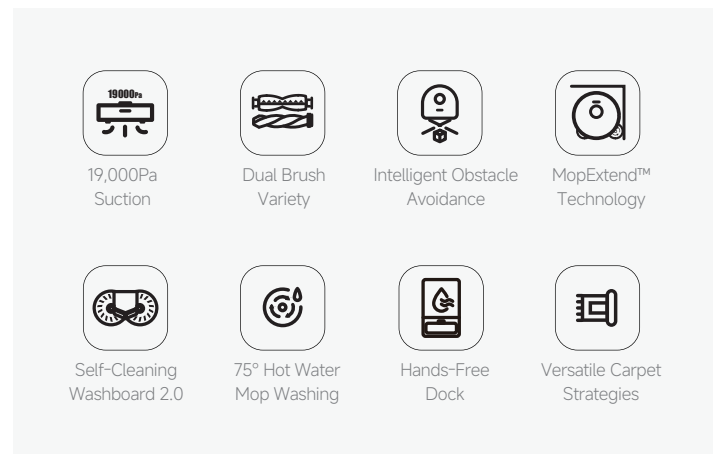 19000Pa
19,000Pa
Suction
Dual Brush
Variety
Intelligent Obstacle
Avoidance
MopExtend™
Technology
Self-Cleaning
Washboard 2.0
75° Hot Water
Mop Washing
Hands-Free
Dock
Versatile Carpet
Strategies